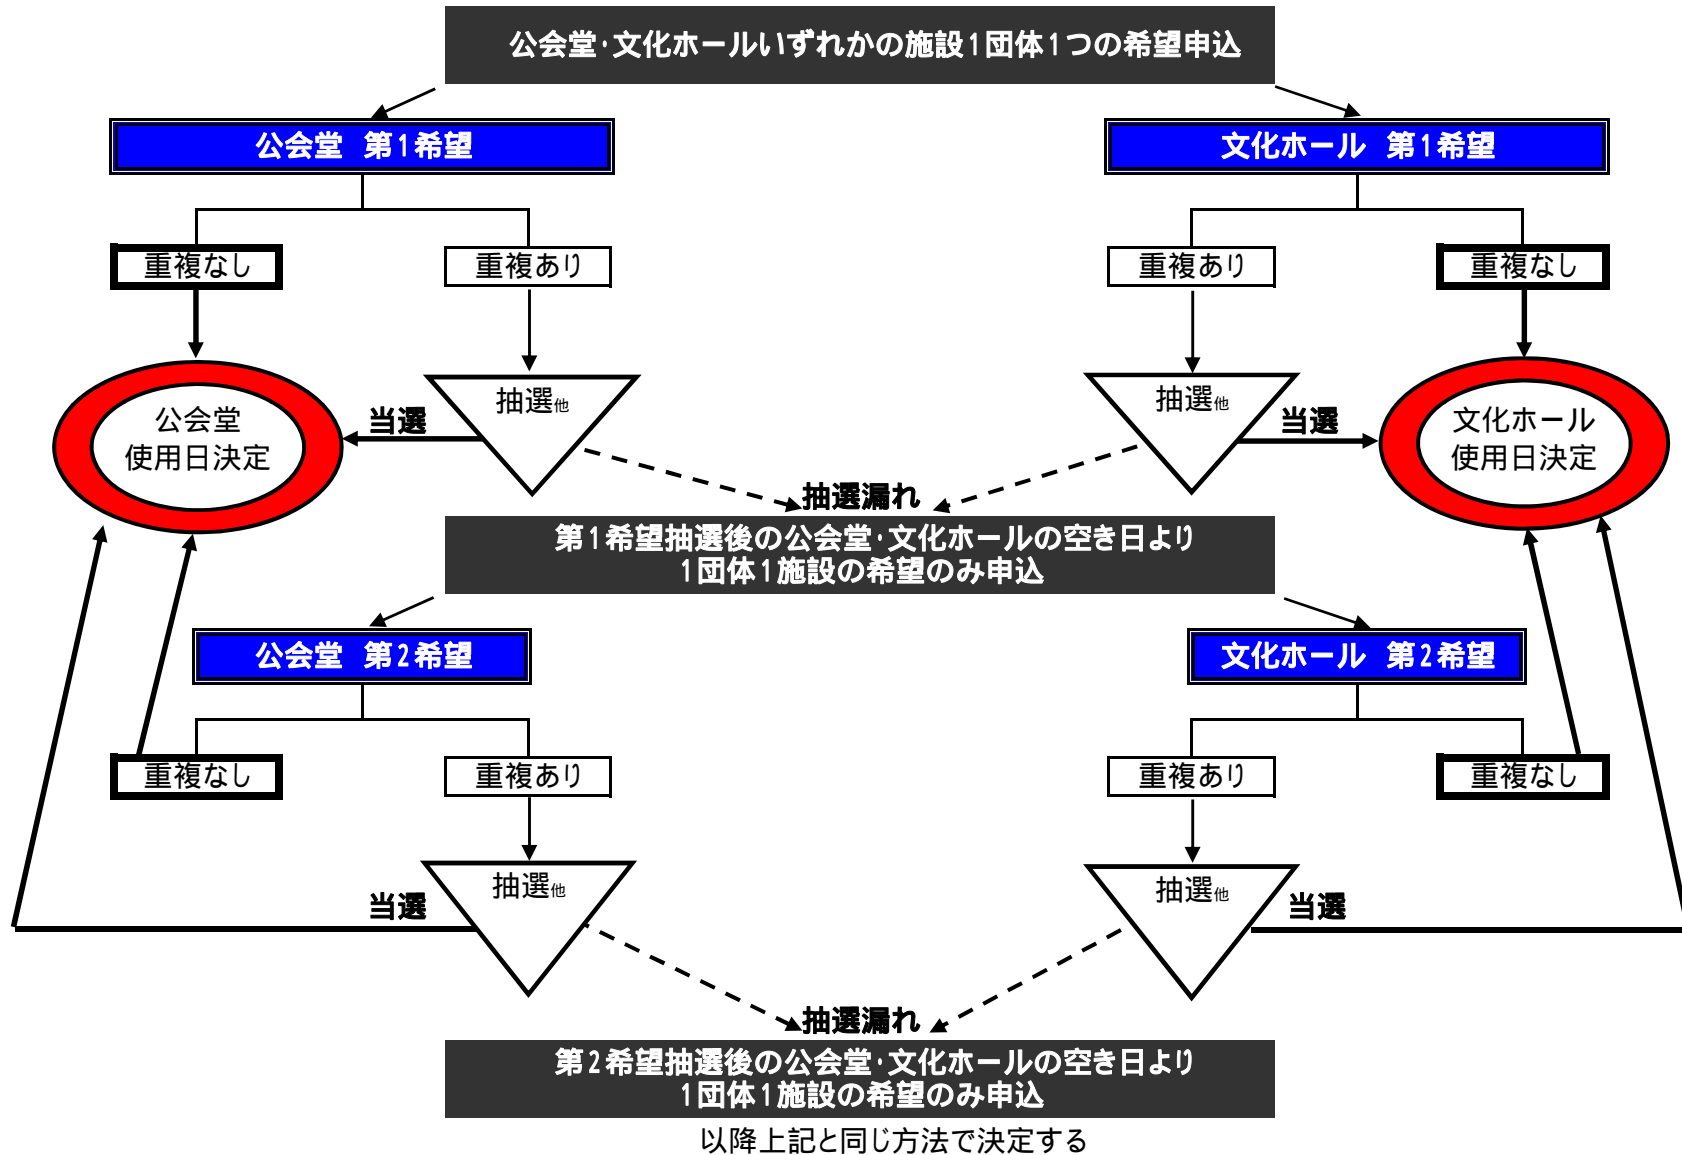 公会堂・文化ホールいずれかの施設1団体1つの希望申込
公会堂　第1希望
文化ホール　第1希望
重複なし
重複あり
重複あり
重複なし
公会堂
使用日決定
当選
抽選他
抽選他
当選
文化ホール
使用日決定
抽選漏れ
第1希望抽選後の公会堂・文化ホールの空き日より
1団体1施設の希望のみ申込
公会堂　第2希望
文化ホール　第2希望
重複なし
重複あり
重複あり
重複なし
当選
抽選他
抽選他
当選
抽選漏れ
第2希望抽選後の公会堂・文化ホールの空き日より
1団体1施設の希望のみ申込
以降上記と同じ方法で決定する